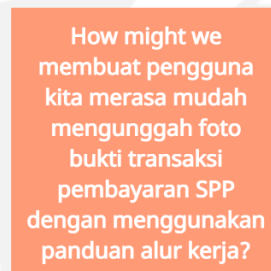 How might we
membuat pengguna
kita merasa mudah
mengunggah foto
bukti transaksi
pembayaran SPP
dengan menggunakan
panduan alur kerja?